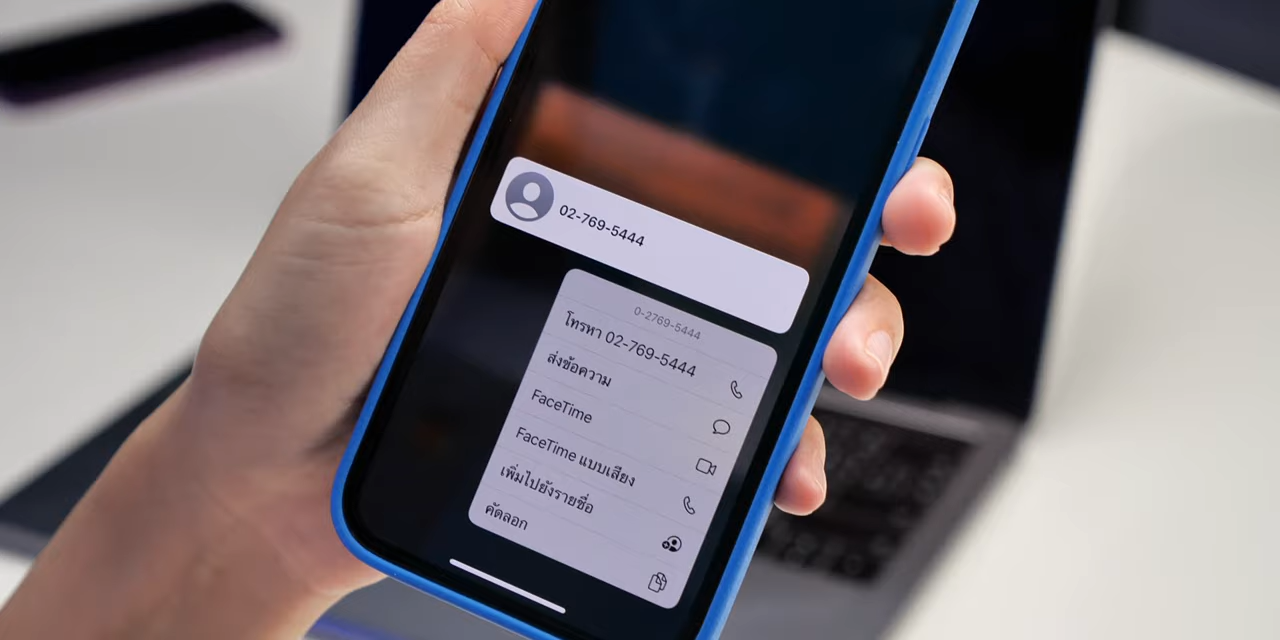 02-769-5444
0-2769-5444
โทรหา 02-769-5444
ส่งข้อความ
FaceTime
FaceTime แบบเสียง
เพิ่มไปยังรายชื่อ
คัดลอก